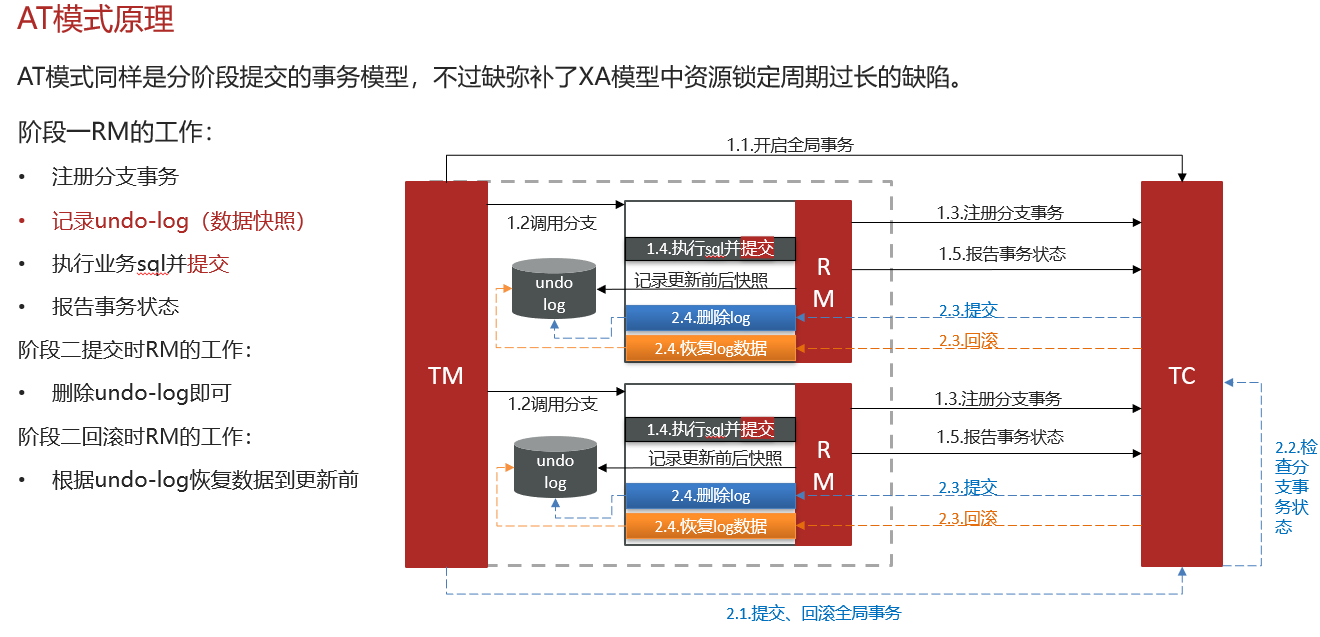 AT模式原理
AT模式同样是分阶段提交的事务模型，不过缺弥补了XA模型中资源锁定周期过长的缺陷。
阶段一RM的工作：
• 注册分支事务
• 记录undo-log（数据快照）
• 执行业务sql并提交
• 报告事务状态
阶段二提交时RM的工作：
• 删除undo-log即可
阶段二回滚时RM的工作：
• 根据undo-log恢复数据到更新前
1.1.开启全局事务
TM
1.2调用分支
1.4.执行sql并提交
记录更新前后快照
undo
log
2.4.删除log
2.4.恢复log数据
R
M
1.3.注册分支事务
1.5.报告事务状态
2.3.提交
2.3.回滚
1.2调用分支
1.4.执行sql并提交
记录更新前后快照
undo
log
2.4.删除log
2.4.恢复log数据
R
M
1.3.注册分支事务
1.5.报告事务状态
2.3.提交
2.3.回滚
TC
2.2.检
查分
支事
务状
态
2.1.提交、回滚全局事务